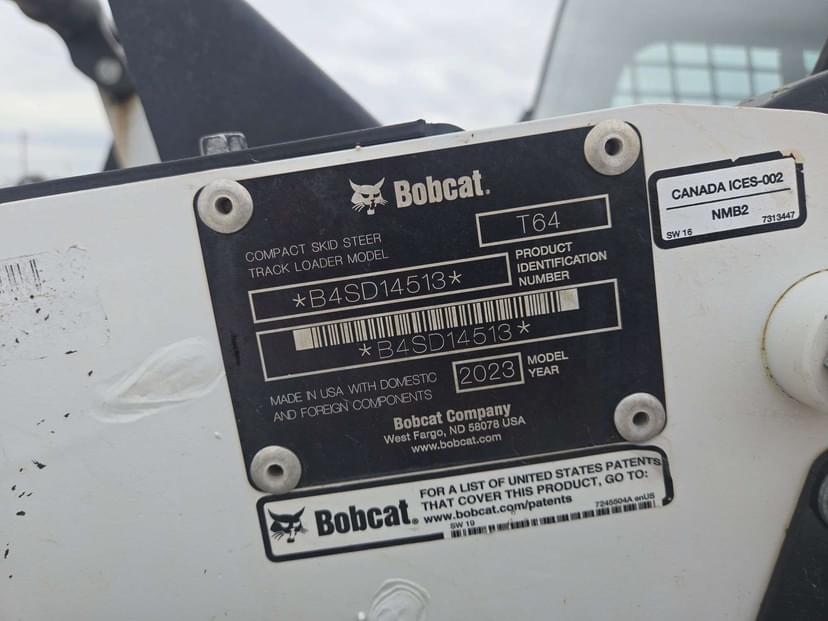 Bobcat.
COMPACT SKID STEER
TRACK LOADER MODEL
T64
*B4SD14513*
PRODUCT
IDENTIFICATION
NUMBER
*B4SD14513*
MADE IN USA WITH DOMESTIC
AND FOREIGN COMPONENTS
2023
MODEL
YEAR
Bobcat Company
West Fargo, ND 58078 USA
www.bobcat.com
CANADA ICES-002
NMB2
SW 16
7313447
Bobcat®
FOR A LIST OF UNITED STATES PATENTS
THAT COVER THIS PRODUCT, GO TO:
www.bobcat.com/patents
7245504A enUS
SW 19